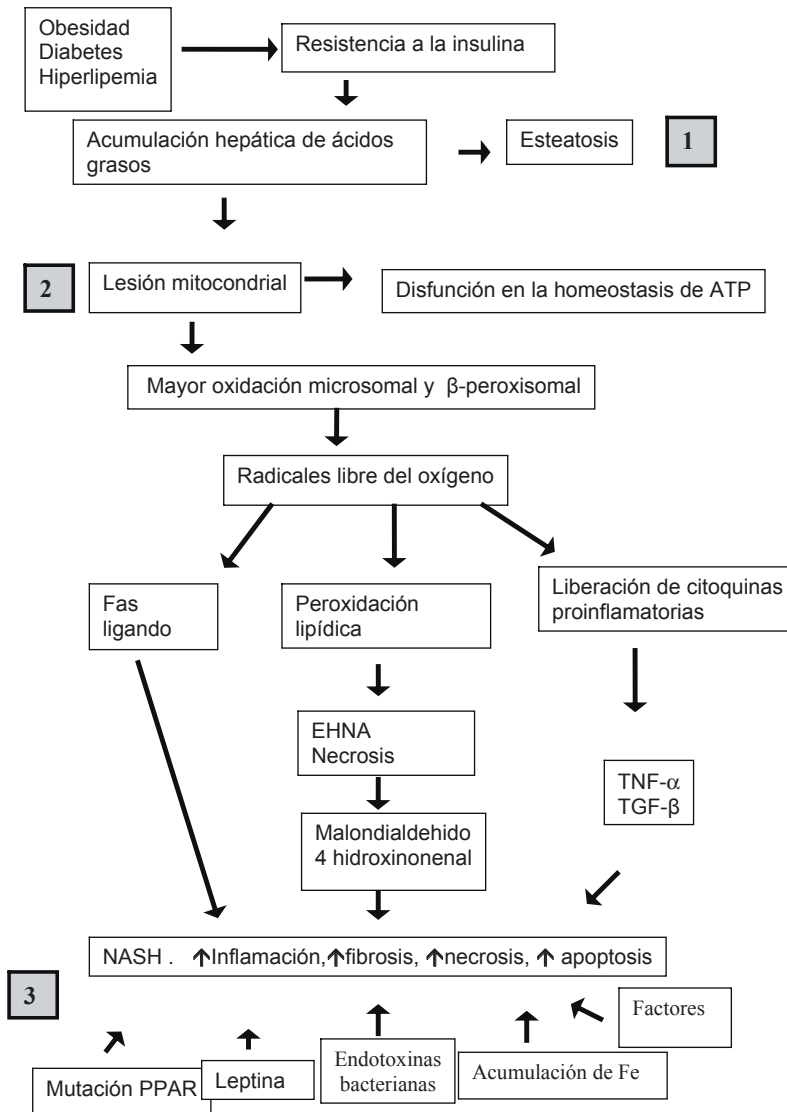 Obesidad
Diabetes
Hiperlipemia
Resistencia a la insulina
Acumulación hepática de ácidos
grasos
Esteatosis
1
2
Lesión mitocondrial
Disfunción en la homeostasis de ATP
Mayor oxidación microsomal y β-peroxisomal
Radicales libre del oxígeno
Fas
ligando
Peroxidación
lipídica
Liberación de citoquinas
proinflamatorias
EHNA
Necrosis
TNF-α
TGF-β
Malondialdehido
4 hidroxinonenal
NASH . ↑Inflamación,↑fibrosis, ↑necrosis, ↑ apoptosis
3
Factores
Mutación PPAR
Leptina
Endotoxinas
bacterianas
Acumulación de Fe